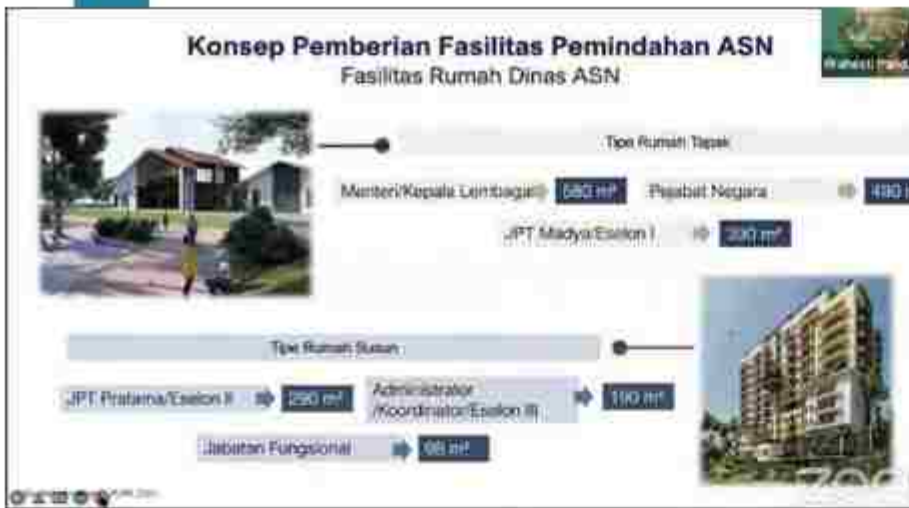 Konsep Pemberian Fasilitas Pemindahan ASN
Fasilitas Rumah Dinas ASN
Tipe Rumah Tapak
Menteri/Kepala Lembaga 580 m²
Pejabat Negara 490
JPT Madya/Eselon I
Tipe Rumah Susun
JPT Pratama/Eselon II 290 m²
Administrator
/Koordinator/Eselon III 190 m²
Jabatan Fungsional 98 m²